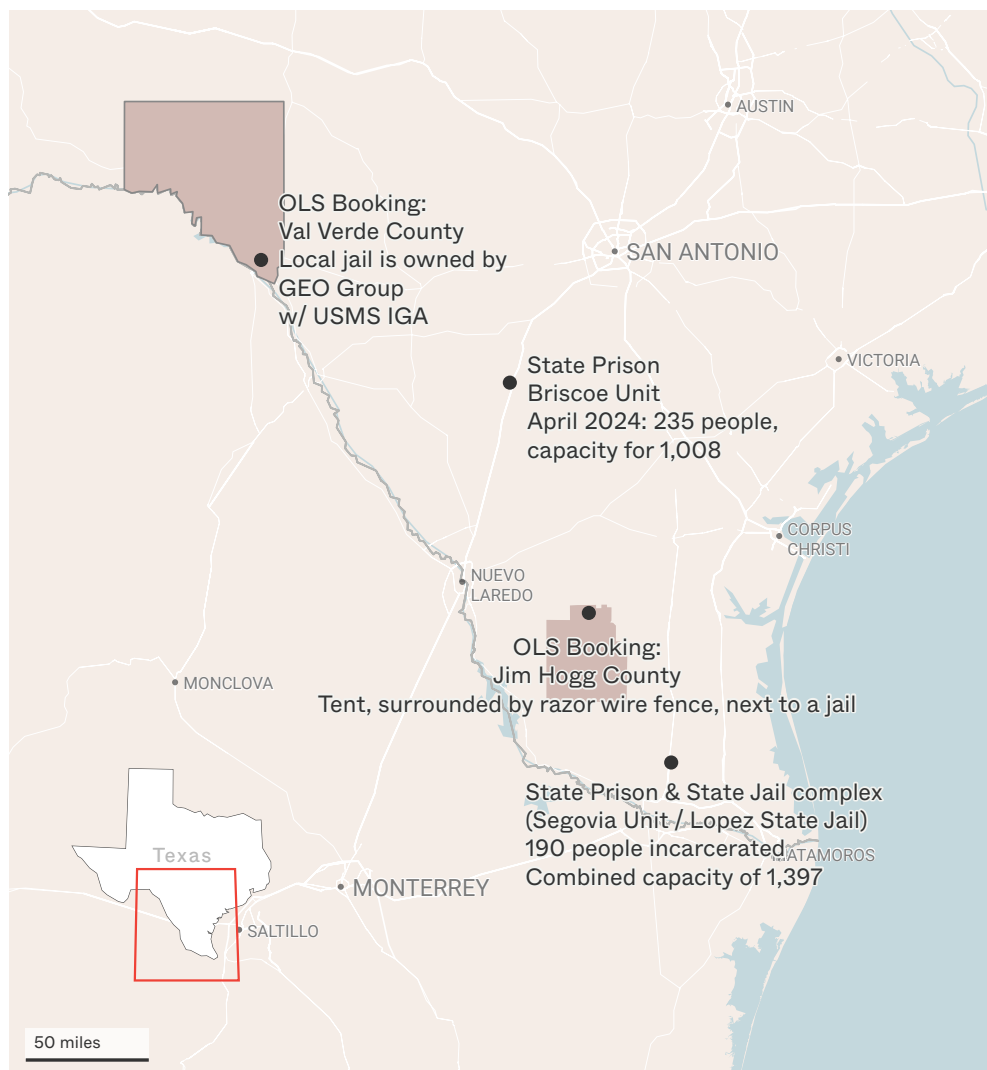 AUSTIN
OLS Booking:
Val Verde County
Local jail is owned by
GEO Group
w/ USMS IGA
SAN ANTONIO
State Prison
Briscoe Unit
April 2024: 235 people,
capacity for 1,008
VICTORIA
CORPUS
CHRISTI
NUEVO
LAREDO
OLS Booking:
Jim Hogg County
Tent, surrounded by razor wire fence, next to a jail
MONCLOVA
State Prison & State Jail complex
(Segovia Unit / Lopez State Jail)
190 people incarcerated
Combined capacity of 1,397
MATAMOROS
Texas
MONTERREY
SALTILLO
50 miles